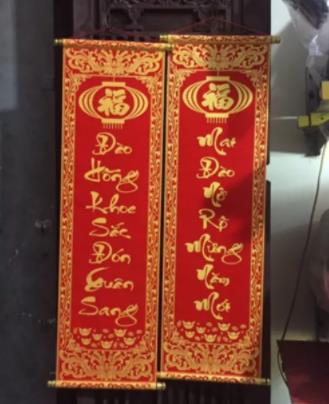 福
Đào
Hồng
Khoe
Sắc
Đón
Xuân
Sang
福
Mai
Đào
Nở
Rộ
Mừng
Năm
Mới